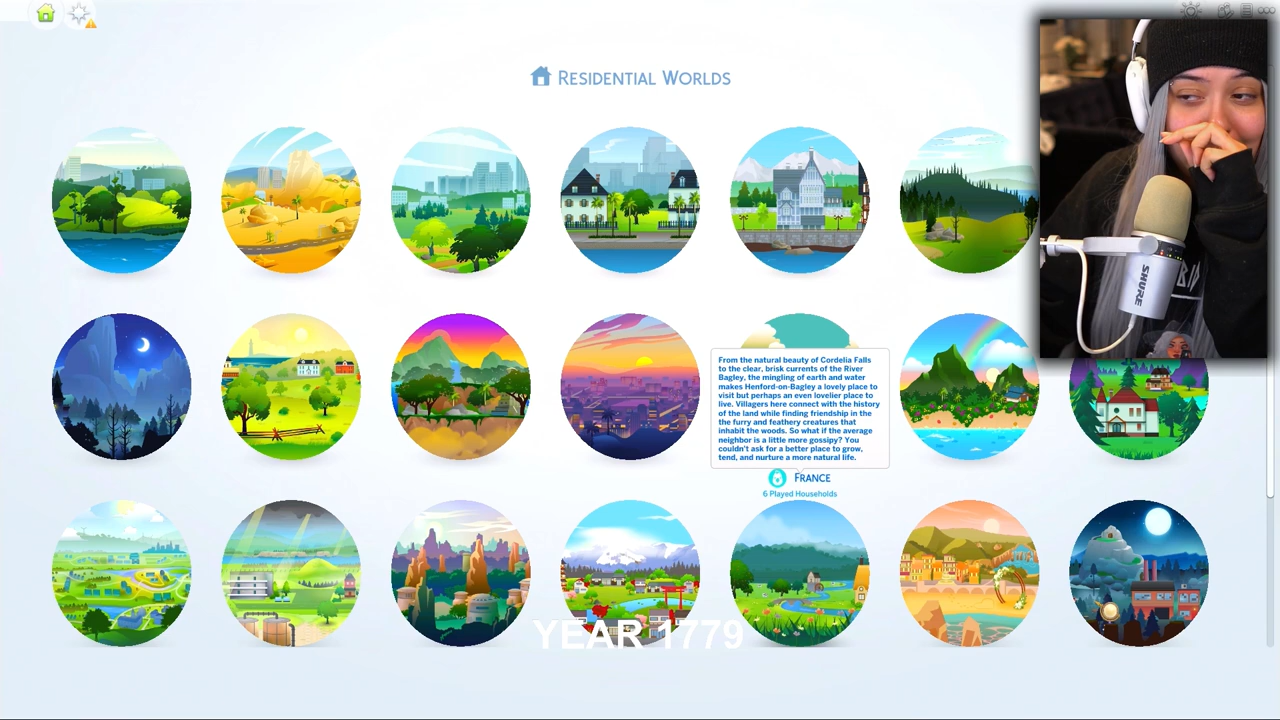 RESIDENTIAL WORLDS
SHURE
From the natural beauty of Cordelia Falls
to the clear, brisk currents of the River
Bagley, the mingling of earth and water
makes Henford-on-Bagley a lovely place to
visit but perhaps an even lovelier place to
live. Villagers here connect with the history
of the land while finding friendship in the
the furry and feathery creatures that
inhabit the woods. So what if the average
neighbor is a little more gossipy? You
couldn't ask for a better place to grow,
tend, and nurture a more natural life.
FRANCE
6 Played Households
YEAR 1779